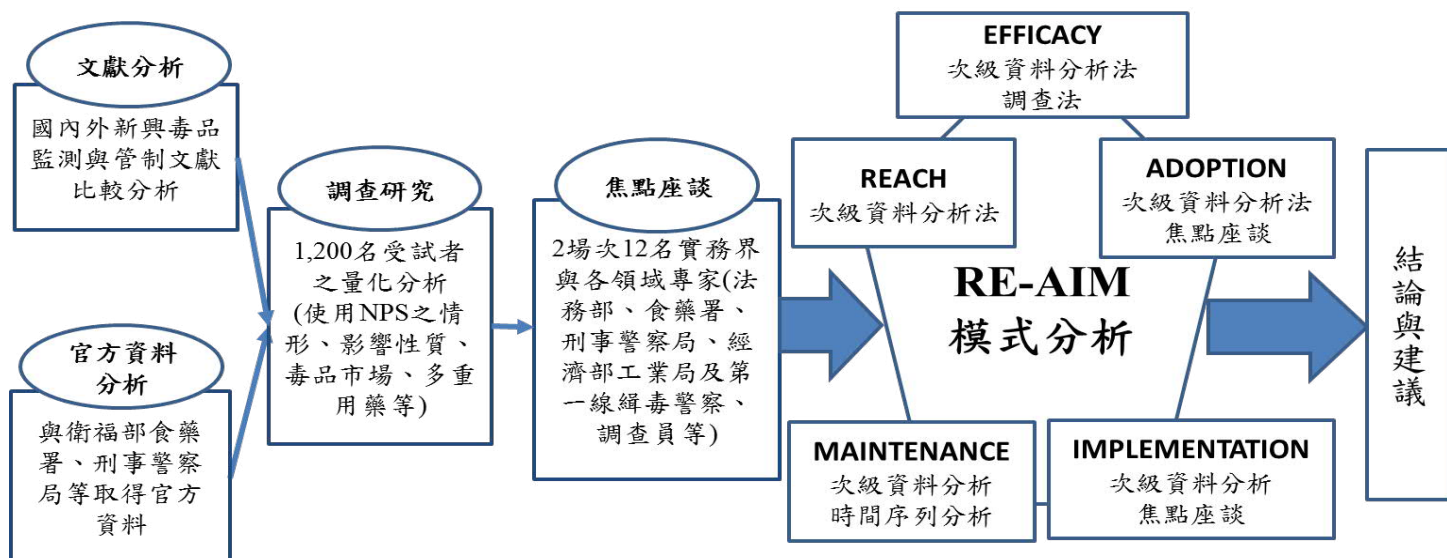 文獻分析
國內外新興毒品
監測與管制文獻
比較分析
官方資料
分析
與衛福部食藥
署、刑事警察
局等取得官方
資料
調查研究
1,200名受試者
之量化分析
(使用NPS之情
形、影響性質、
毒品市場、多重
用藥等)
焦點座談
2場次12名實務界
與各領域專家(法
務部、食藥署、
刑事警察局、經
濟部工業局及第
一線緝毒警察、
調查員等)
EFFICACY
次級資料分析法
調查法
REACH
次級資料分析法
ADOPTION
次級資料分析法
焦點座談
RE-AIM
模式分析
MAINTENANCE
次級資料分析
時間序列分析
IMPLEMENTATION
次級資料分析
焦點座談
結論與建議